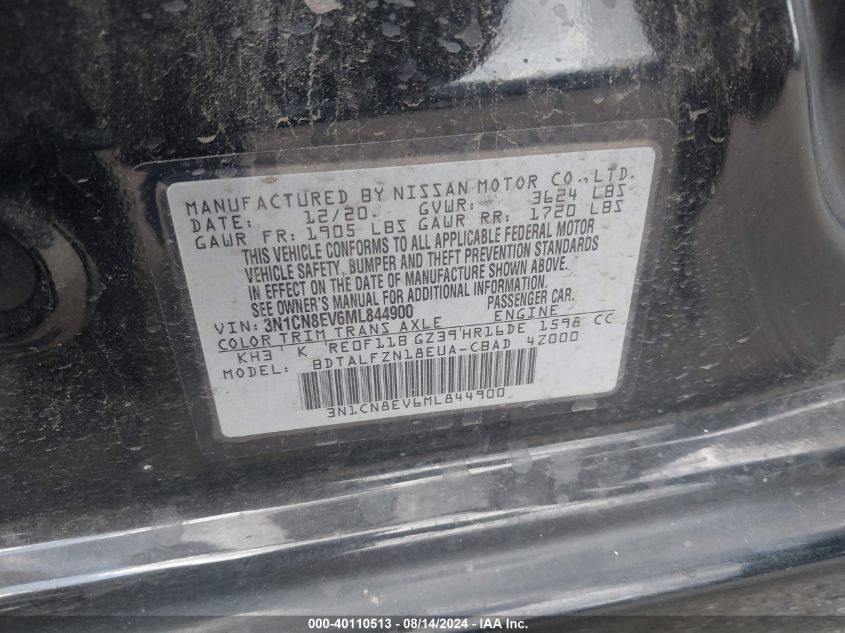 MANUFACTURED BY NISSAN MOTOR CO.,LTD.
DATE: 12/20. GVWR: 3624 LBS
GAWR FR: 1905 LBS GAWR RR: 1720 LBS
THIS VEHICLE CONFORMS TO ALL APPLICABLE FEDERAL MOTOR
VEHICLE SAFETY, BUMPER AND THEFT PREVENTION STANDARDS
IN EFFECT ON THE DATE OF MANUFACTURE SHOWN ABOVE.
SEE OWNER'S MANUAL FOR ADDITIONAL INFORMATION.
VIN: 3N1CN8EV6ML844900 PASSENGER CAR.
COLOR TRIM TRANS AXLE ENGINE
KH3 K RE0F11B GZ39 HR16DE 1598 CC
MODEL: BDTALFZN18EUA-CBAD 4Z000
3N1CN8EV6ML844900
000-40110513 - 08/14/2024 - IAA Inc.